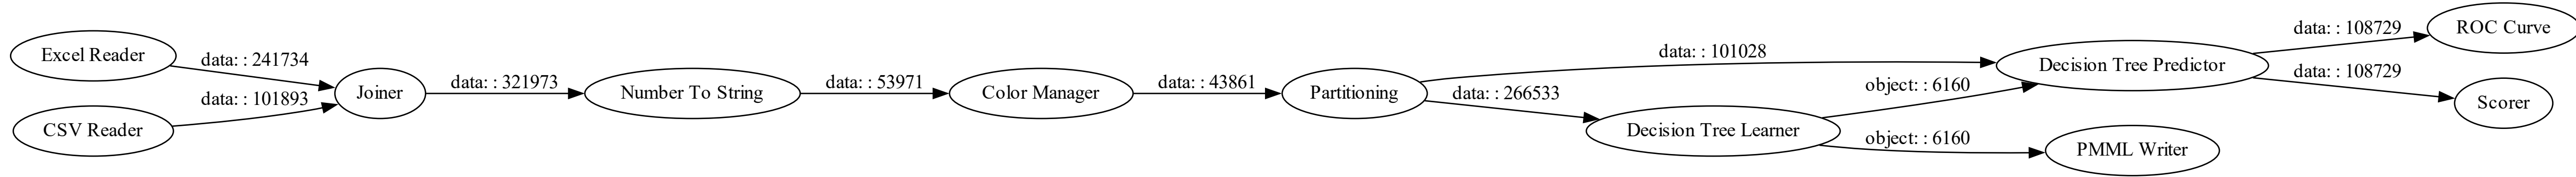 Excel Reader
data: : 241734
CSV Reader
data: : 101893
Joiner
data: : 321973
Number To String
data: : 53971
Color Manager
data: : 43861
Partitioning
data: : 101028
data: : 266533
Decision Tree Learner
object: : 6160
object: : 6160
Decision Tree Predictor
PMML Writer
data: : 108729
data: : 108729
ROC Curve
Scorer